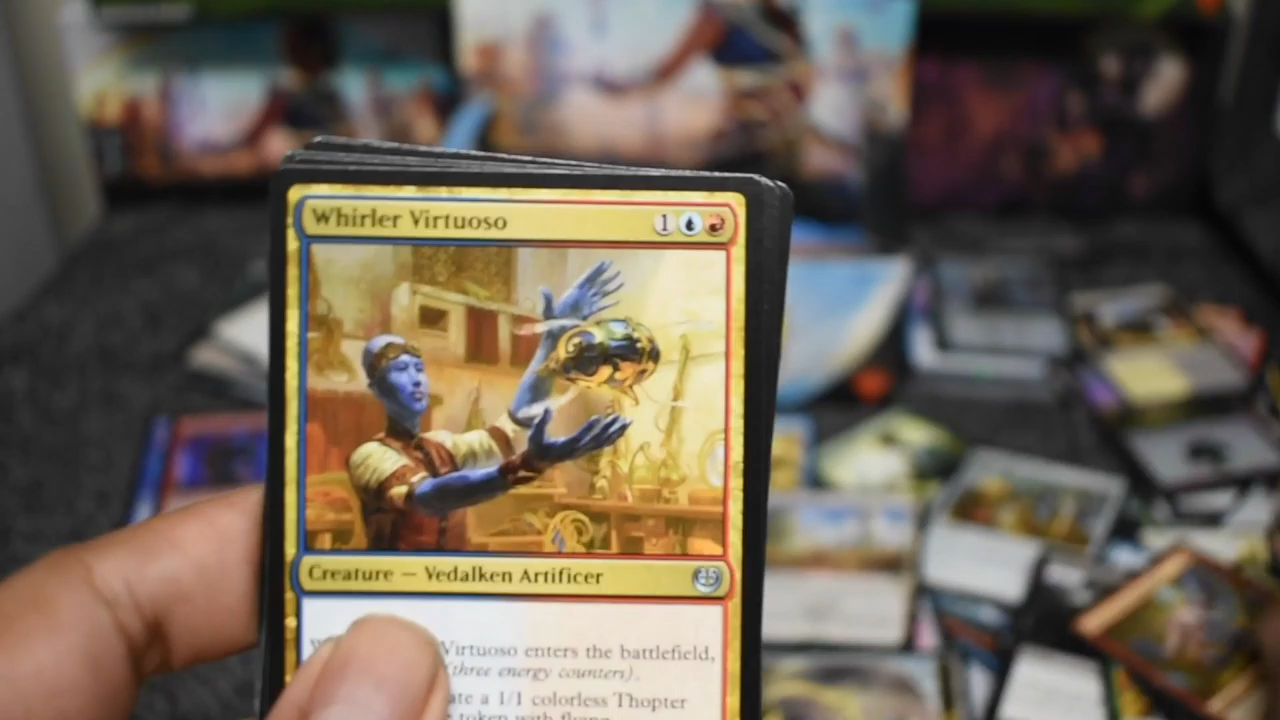 Whirler Virtuoso 1
Creature — Vedalken Artificer
Virtuoso enters the battlefield,
(three energy counters).
ate a 1/1 colorless Thopter
token with flying.